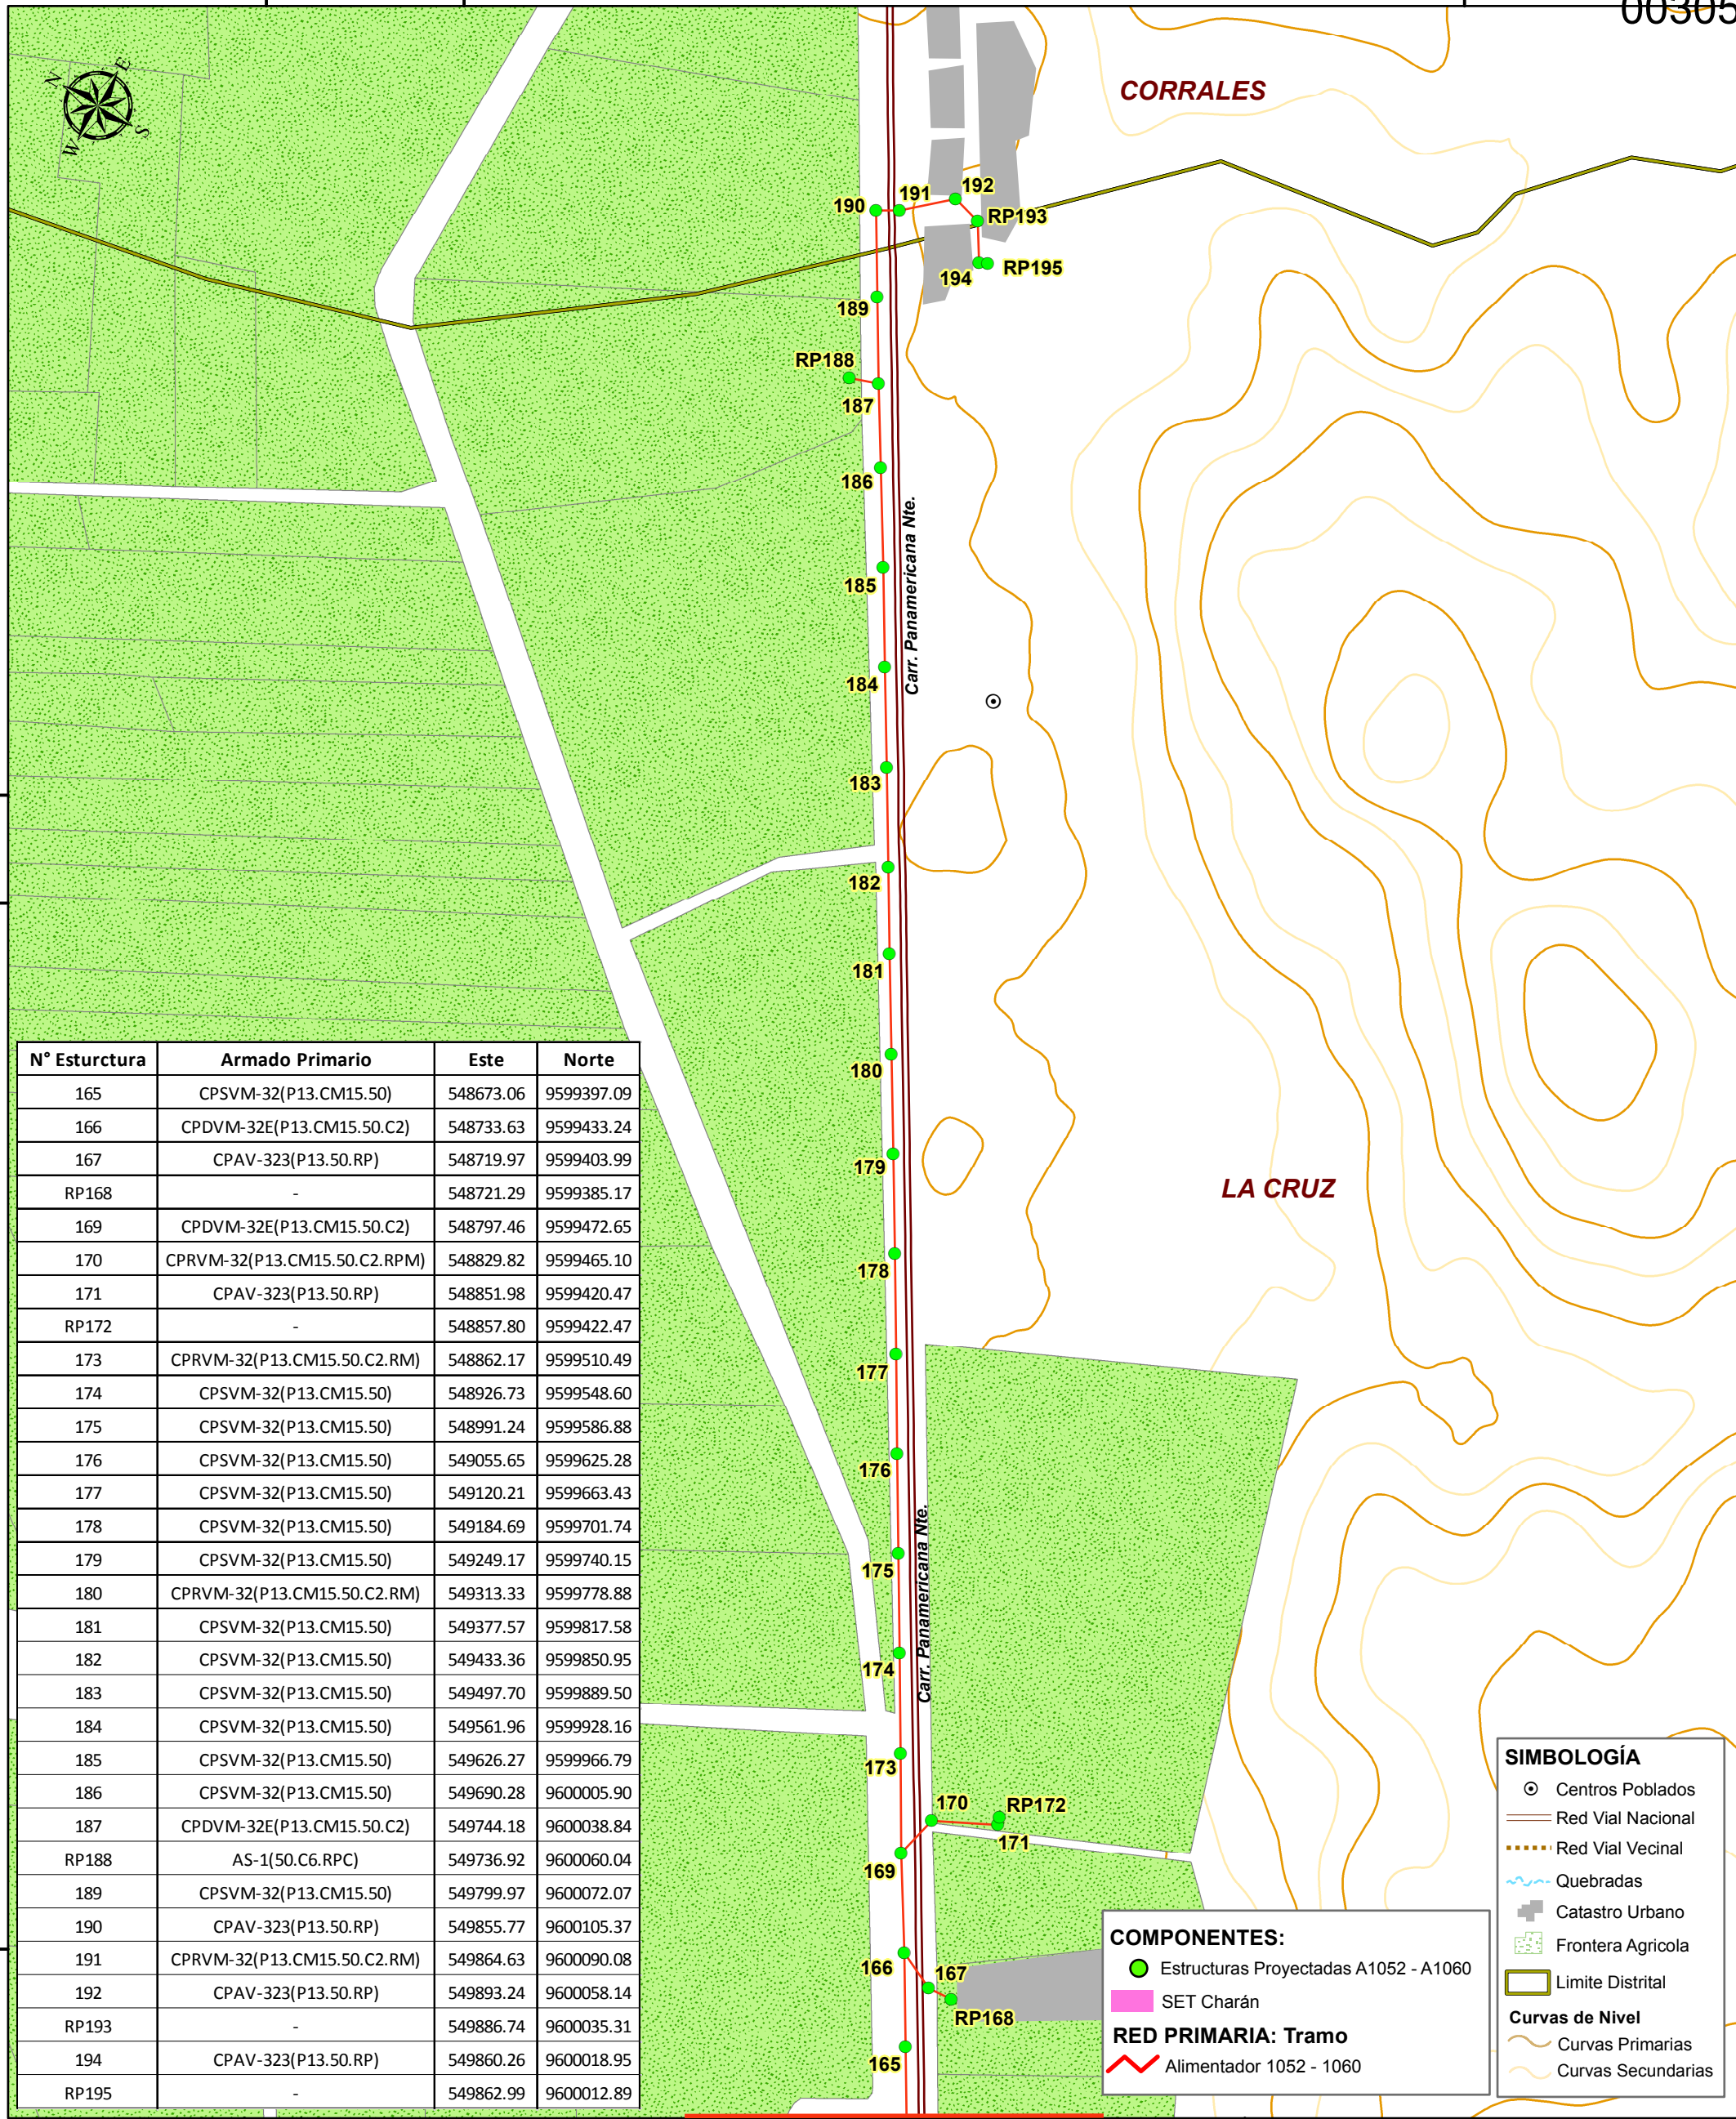 00305
N
E
W
S
CORRALES
190
191
192
RP193
194
RP195
189
RP188
187
186
Carr. Panamericana Nte.
185
184
183
182
181
180
179
LA CRUZ
178
177
176
Carr. Panamericana Nte.
175
174
173
170
RP172
171
169
166
167
RP168
165
N° Esturctura Armado Primario Este Norte
165 CPSVM-32(P13.CM15.50) 548673.06 9599397.09
166 CPDVM-32E(P13.CM15.50.C2) 548733.63 9599433.24
167 CPAV-323(P13.50.RP) 548719.97 9599403.99
RP168 - 548721.29 9599385.17
169 CPDVM-32E(P13.CM15.50.C2) 548797.46 9599472.65
170 CPRVM-32(P13.CM15.50.C2.RPM) 548829.82 9599465.10
171 CPAV-323(P13.50.RP) 548851.98 9599420.47
RP172 - 548857.80 9599422.47
173 CPRVM-32(P13.CM15.50.C2.RM) 548862.17 9599510.49
174 CPSVM-32(P13.CM15.50) 548926.73 9599548.60
175 CPSVM-32(P13.CM15.50) 548991.24 9599586.88
176 CPSVM-32(P13.CM15.50) 549055.65 9599625.28
177 CPSVM-32(P13.CM15.50) 549120.21 9599663.43
178 CPSVM-32(P13.CM15.50) 549184.69 9599701.74
179 CPSVM-32(P13.CM15.50) 549249.17 9599740.15
180 CPRVM-32(P13.CM15.50.C2.RM) 549313.33 9599778.88
181 CPSVM-32(P13.CM15.50) 549377.57 9599817.58
182 CPSVM-32(P13.CM15.50) 549433.36 9599850.95
183 CPSVM-32(P13.CM15.50) 549497.70 9599889.50
184 CPSVM-32(P13.CM15.50) 549561.96 9599928.16
185 CPSVM-32(P13.CM15.50) 549626.27 9599966.79
186 CPSVM-32(P13.CM15.50) 549690.28 9600005.90
187 CPDVM-32E(P13.CM15.50.C2) 549744.18 9600038.84
RP188 AS-1(50.C6.RPC) 549736.92 9600060.04
189 CPSVM-32(P13.CM15.50) 549799.97 9600072.07
190 CPAV-323(P13.50.RP) 549855.77 9600105.37
191 CPRVM-32(P13.CM15.50.C2.RM) 549864.63 9600090.08
192 CPAV-323(P13.50.RP) 549893.24 9600058.14
RP193 - 549886.74 9600035.31
194 CPAV-323(P13.50.RP) 549860.26 9600018.95
RP195 - 549862.99 9600012.89
COMPONENTES:
Estructuras Proyectadas A1052 - A1060
SET Charán
RED PRIMARIA: Tramo
Alimentador 1052 - 1060
SIMBOLOGÍA
Centros Poblados
Red Vial Nacional
Red Vial Vecinal
Quebradas
Catastro Urbano
Frontera Agricola
Limite Distrital
Curvas de Nivel
Curvas Primarias
Curvas Secundarias